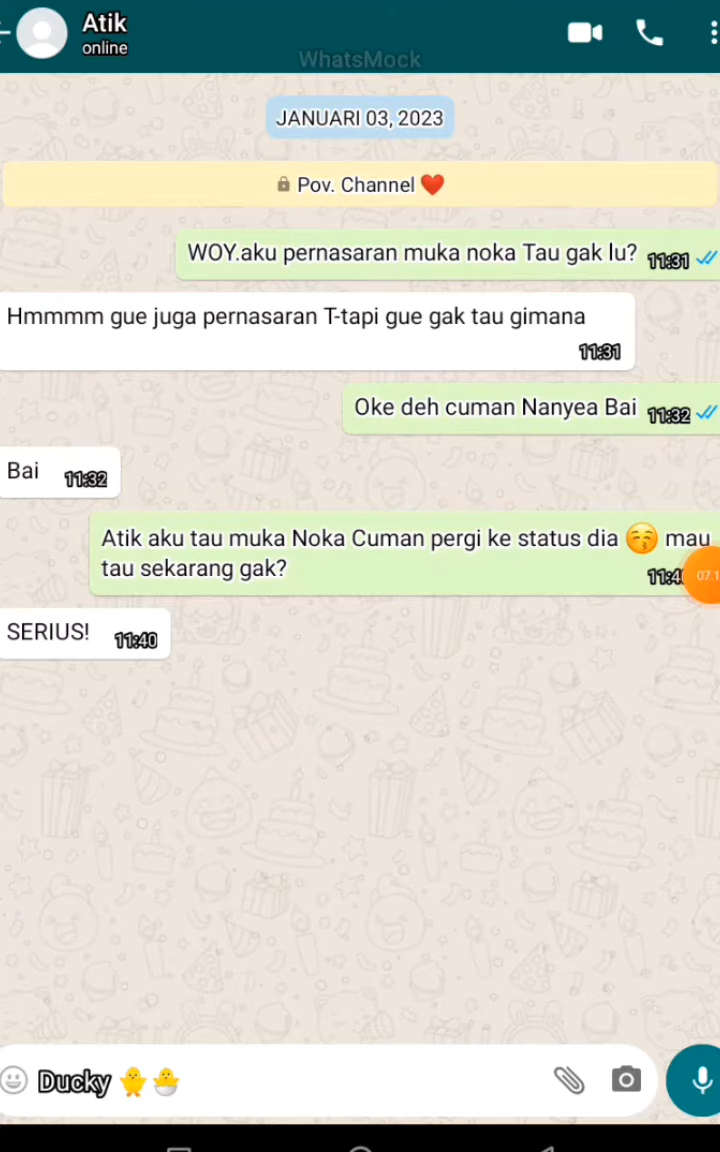 Atik
online
WhatsMock
JANUARI 03, 2023
Pov. Channel ❤️
WOY.aku pernasaran muka noka Tau gak lu? 11:31
Hmmmm gue juga pernasaran T-tapi gue gak tau gimana
11:31
Oke deh cuman Nanyea Bai 11:32
Bai 11:32
Atik aku tau muka Noka Cuman pergi ke status dia 😚 mau
tau sekarang gak?
07:1
SERIUS! 11:40
Ducky 🐥🐣